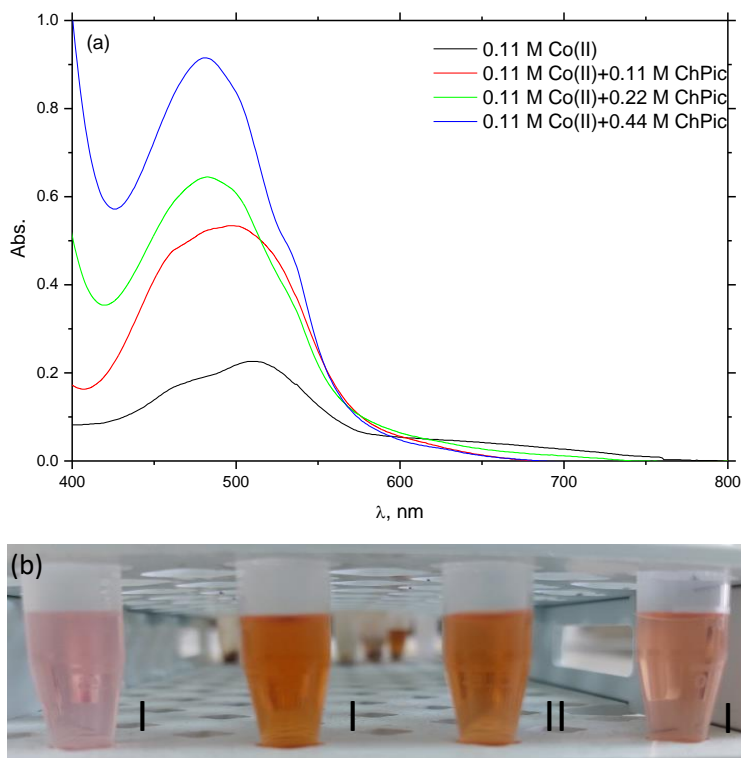 (a)
0.11 M Co(II)
0.11 M Co(II)+0.11 M ChPic
0.11 M Co(II)+0.22 M ChPic
0.11 M Co(II)+0.44 M ChPic
1.0
0.8
0.6
0.4
0.2
0.0
Abs.
400 500 600 700 800
λ, nm
(b)
I I II I